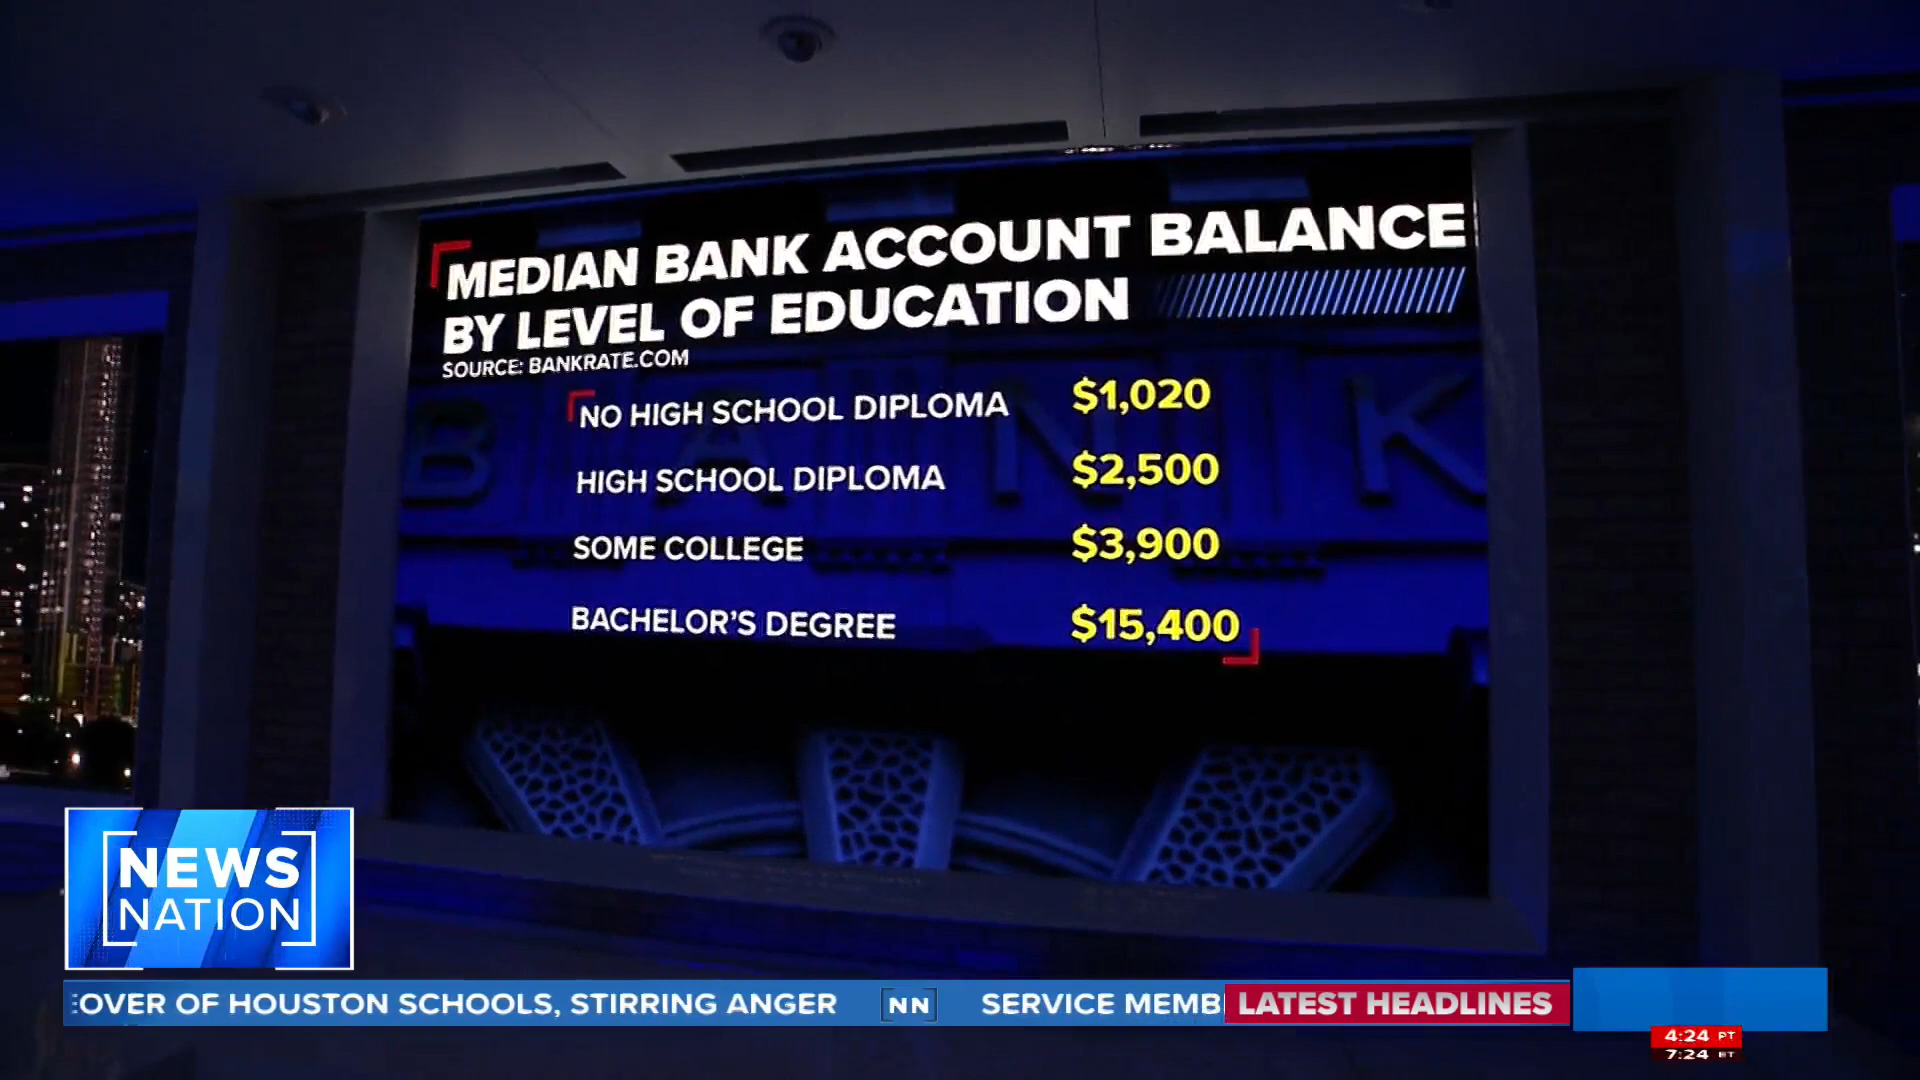 MEDIAN BANK ACCOUNT BALANCE
BY LEVEL OF EDUCATION
SOURCE: BANKRATE.COM
NO HIGH SCHOOL DIPLOMA $1,020
HIGH SCHOOL DIPLOMA $2,500
SOME COLLEGE $3,900
BACHELOR'S DEGREE $15,400
BANK
NEWS
NATION
EOVER OF HOUSTON SCHOOLS, STIRRING ANGER NN SERVICE MEMB LATEST HEADLINES
4:24 PT
7:24 ET